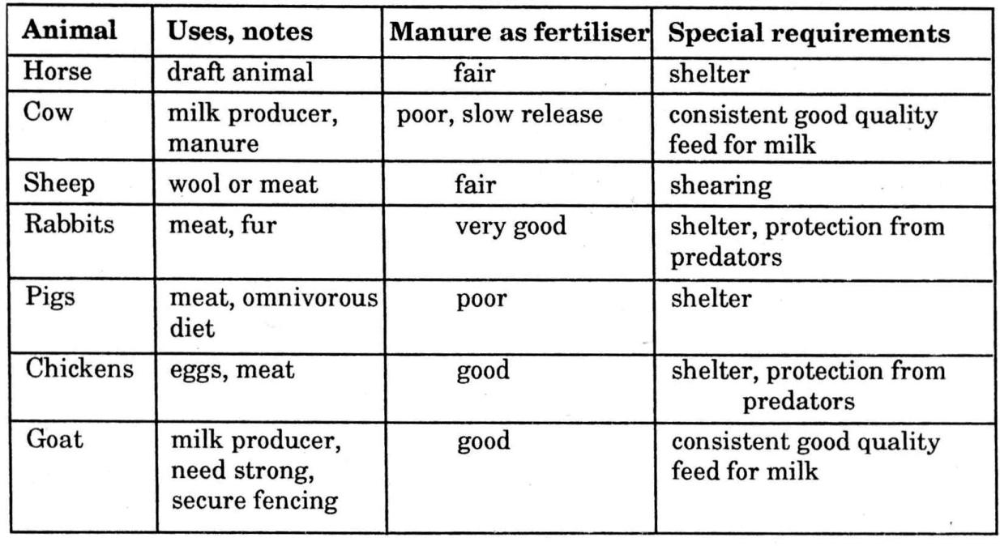 Animal Uses, notes Manure as fertiliser Special requirements
Horse draft animal fair shelter
Cow milk producer, poor, slow release consistent good quality
manure feed for milk
Sheep wool or meat fair shearing
Rabbits meat, fur very good shelter, protection from
predators
Pigs meat, omnivorous poor shelter
diet
Chickens eggs, meat good shelter, protection from
predators
Goat milk producer, good consistent good quality
need strong, feed for milk
secure fencing